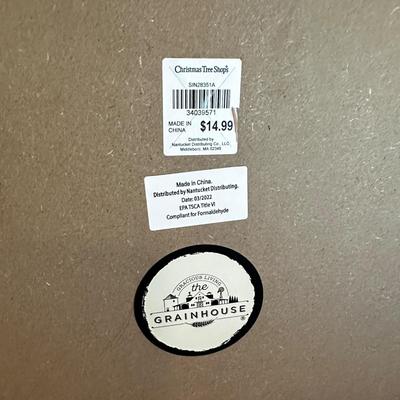 Christmas Tree Shops
SIN28351A
34039571
MADE IN
CHINA
$14.99
Distributed by
Nantucket Distributing Co., LLC
Middleboro, MA 02346
Made in China.
Distributed by Nantucket Distributing.
Date: 03/2022
EPA TSCA Title VI
Compliant for Formaldehyde
GRACIOUS LIVING
the
GRAINHOUSE
®